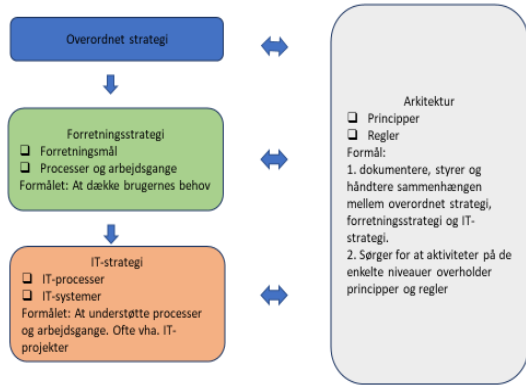 Overordnet strategi
Forretningsstrategi
Forretningsmål
Processer og arbejdsgange
Formålet: At dække brugernes behov
IT-strategi
IT-processer
IT-systemer
Formålet: At understøtte processer
og arbejdsgange. Ofte vha. IT-
projekter
Arkitektur
Principper
Regler
Formål:
1. dokumentere, styrer og
håndtere sammenhængen
mellem overordnet strategi,
forretningsstrategi og IT-
strategi.
2. Sørger for at aktiviteter på de
enkelte niveauer overholder
principper og regler